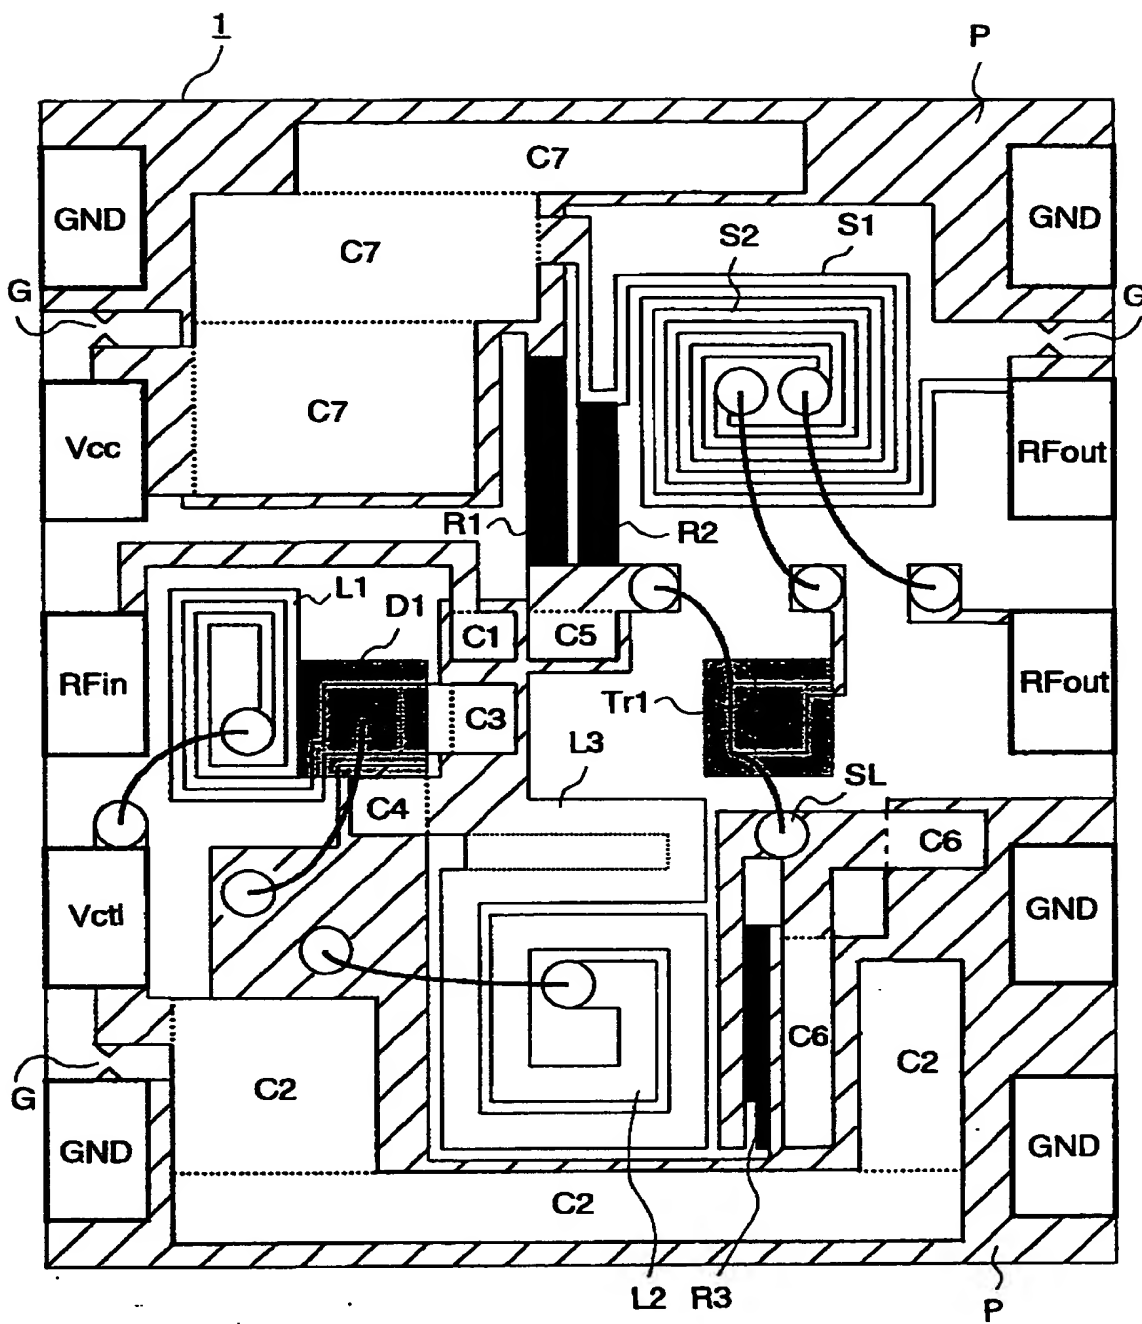 1
P
C7
GND
GND
C7
S2
S1
G
G
C7
Vcc
RFout
R1
R2
L1
D1
C1
C5
RFin
C3
Tr1
RFout
L3
SL
C4
C6
Vctl
GND
C6
C2
G
C2
GND
GND
C2
L2
R3
P